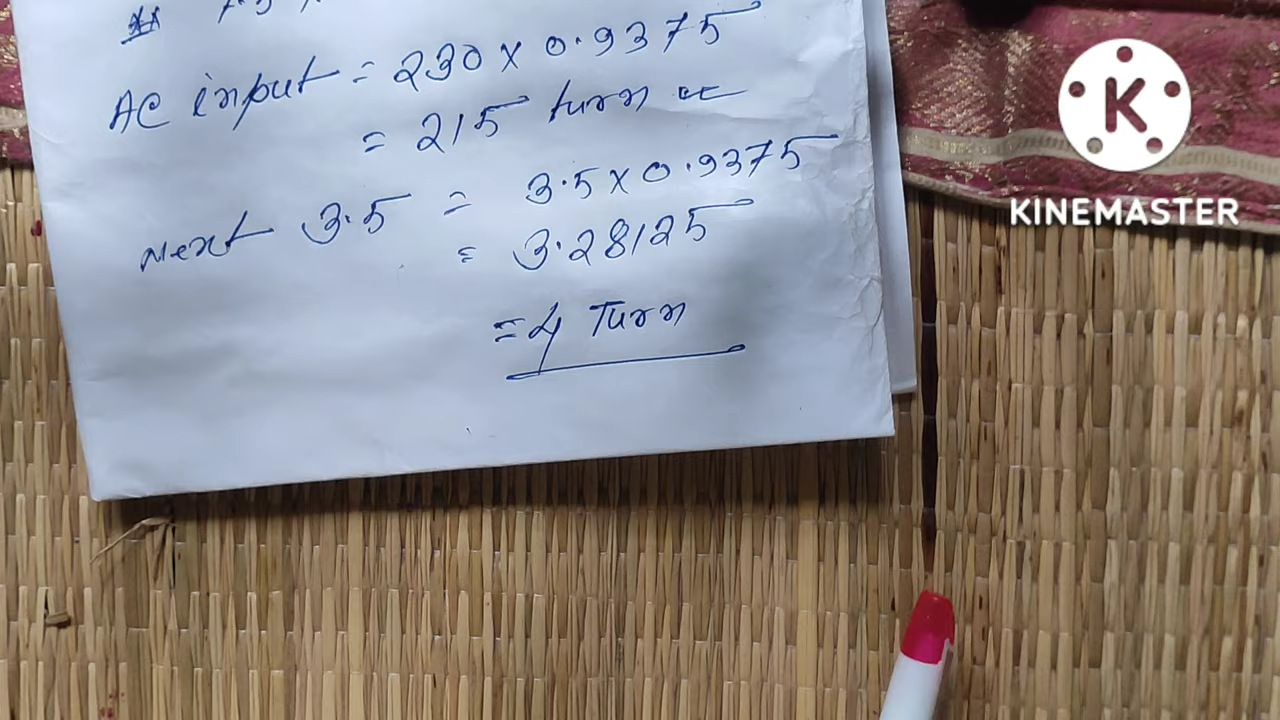 AC input = 230 x 0.9375
= 215 turn
Next 3.5 = 3.5 x 0.9375
= 3.28125
= 4 Turn
K
KINEMASTER